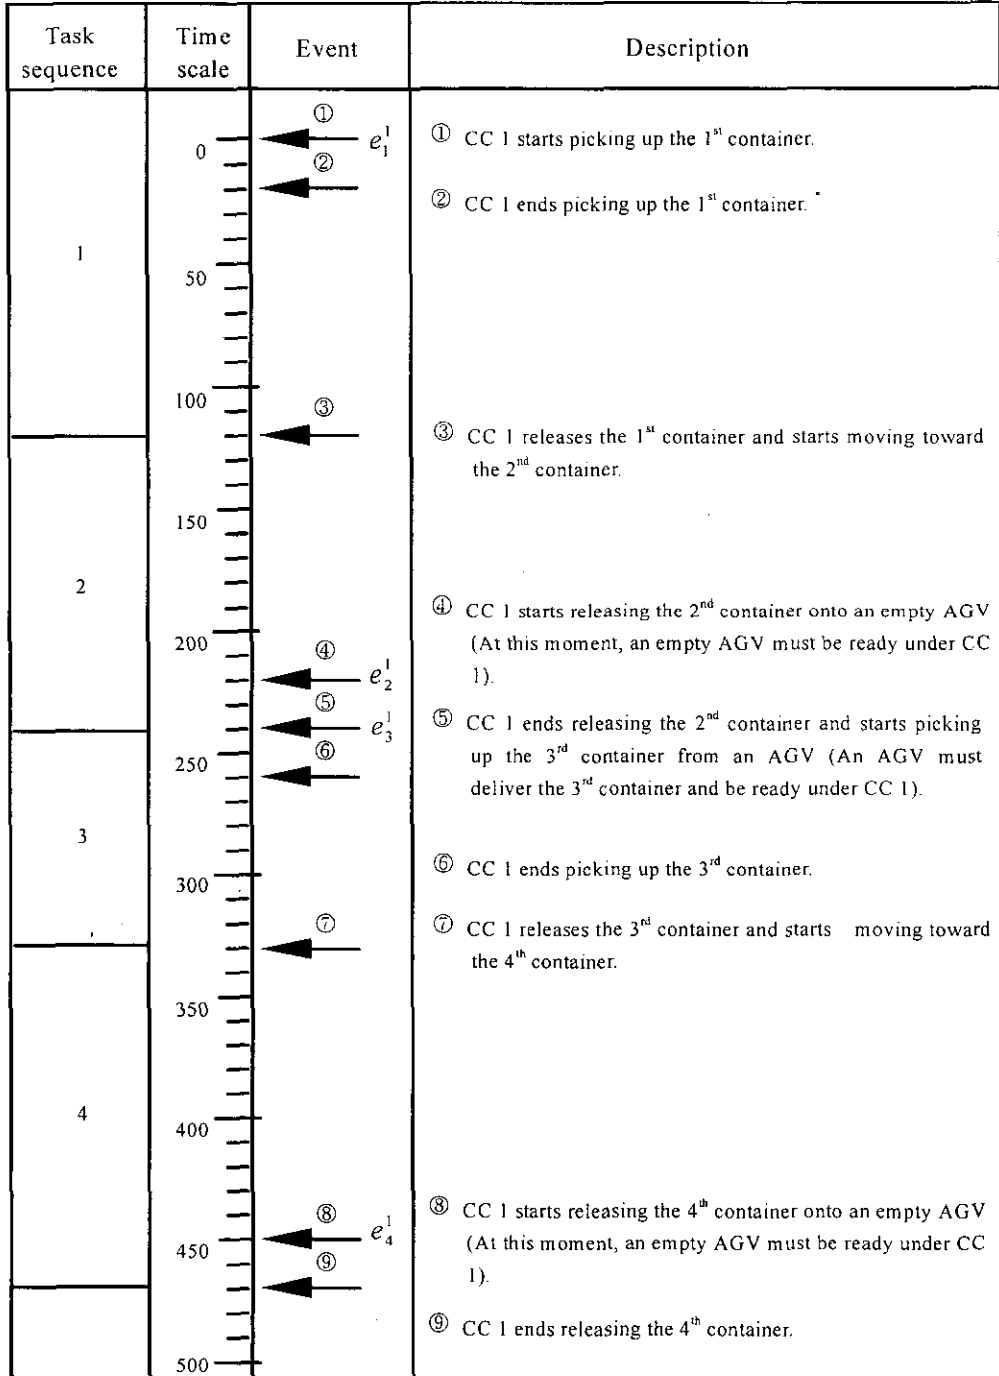 Task sequence
Time scale
Event
Description
1
2
3
4
0
50
100
150
200
250
300
350
400
450
500
① e₁¹
②
③
④ e₂¹
⑤ e₃¹
⑥
⑦
⑧ e₄¹
⑨
① CC 1 starts picking up the 1st container.
② CC 1 ends picking up the 1st container.
③ CC 1 releases the 1st container and starts moving toward
the 2nd container.
④ CC 1 starts releasing the 2nd container onto an empty AGV
(At this moment, an empty AGV must be ready under CC
1).
⑤ CC 1 ends releasing the 2nd container and starts picking
up the 3rd container from an AGV (An AGV must
deliver the 3rd container and be ready under CC 1).
⑥ CC 1 ends picking up the 3rd container.
⑦ CC 1 releases the 3rd container and starts moving toward
the 4th container.
⑧ CC 1 starts releasing the 4th container onto an empty AGV
(At this moment, an empty AGV must be ready under CC
1).
⑨ CC 1 ends releasing the 4th container.